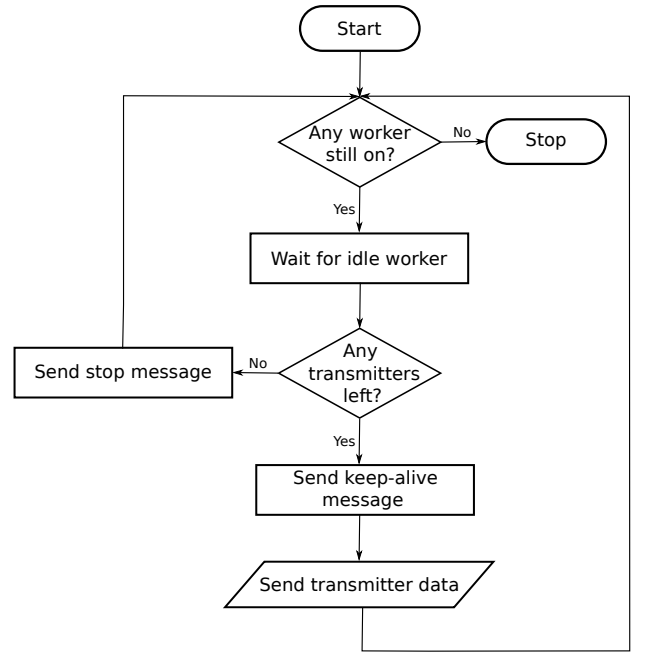 Start
Any worker
still on?
No
Stop
Yes
Wait for idle worker
Any
transmitters
left?
No
Send stop message
Yes
Send keep-alive
message
Send transmitter data